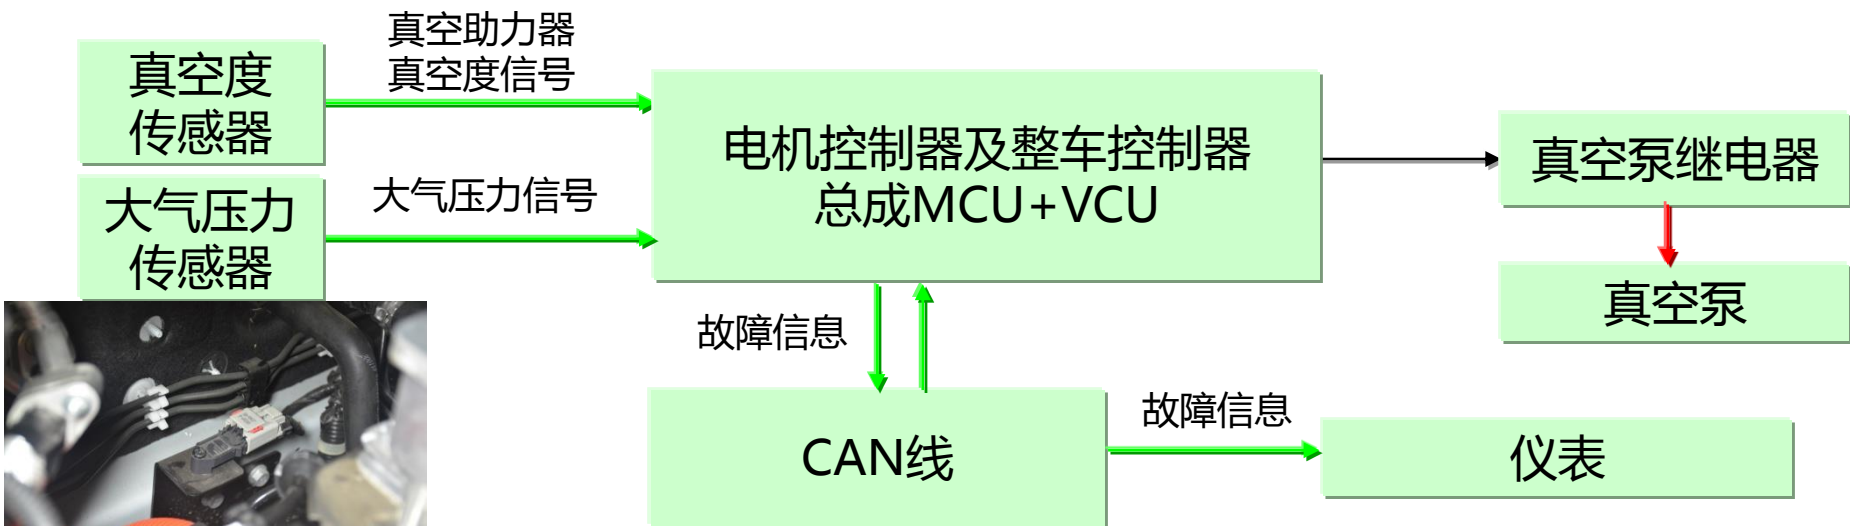 真空助力器
真空度信号
真空度
传感器
电机控制器及整车控制器
总成MCU+VCU
真空泵继电器
大气压力
传感器
大气压力信号
真空泵
故障信息
CAN线
故障信息
仪表